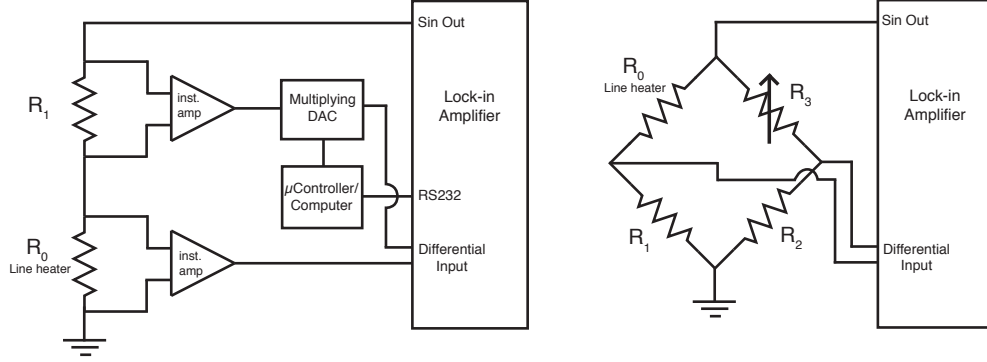 Sin Out
R1
inst.
amp
Multiplying
DAC
Lock-in
Amplifier
μController/
Computer
RS232
R0
Line heater
inst.
amp
Differential
Input
Sin Out
R0
Line heater
R3
Lock-in
Amplifier
R1
R2
Differential
Input